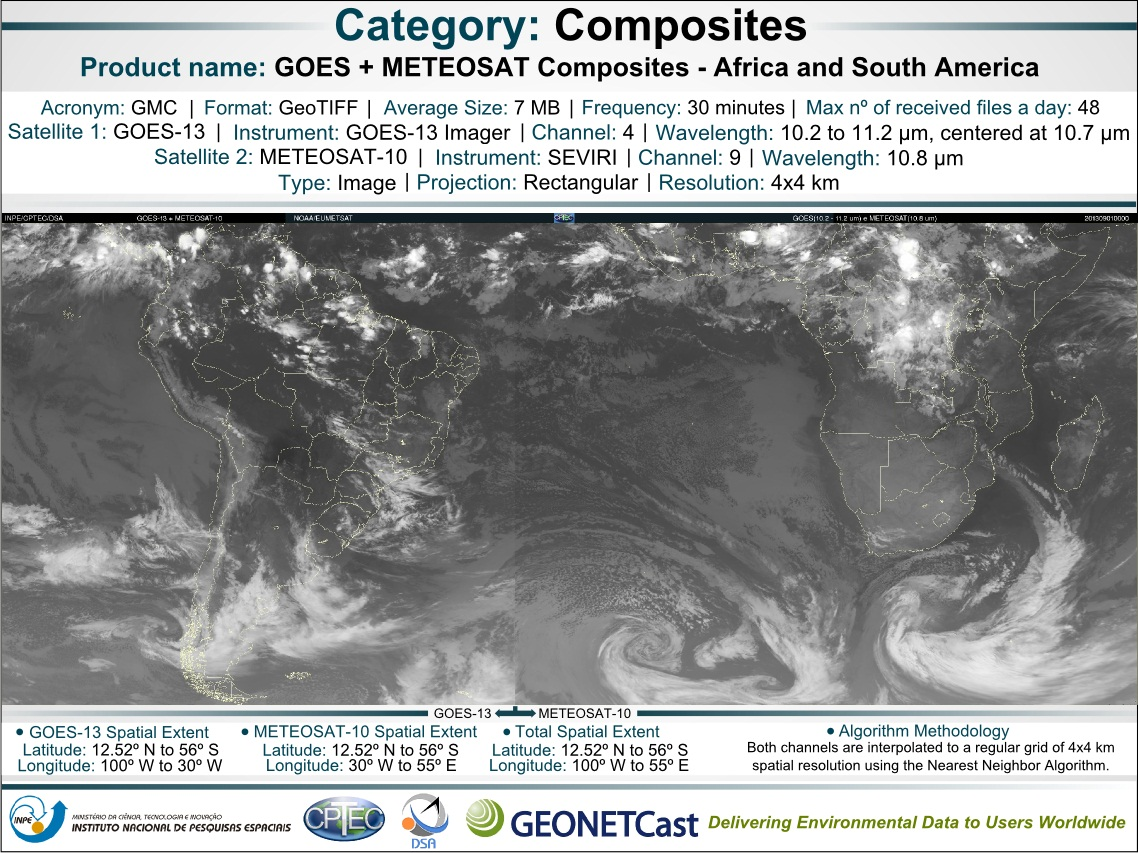 Category: Composites
Product name: GOES + METEOSAT Composites - Africa and South America
Acronym: GMC | Format: GeoTIFF | Average Size: 7 MB | Frequency: 30 minutes | Max nº of received files a day: 48
Satellite 1: GOES-13 | Instrument: GOES-13 Imager | Channel: 4 | Wavelength: 10.2 to 11.2 µm, centered at 10.7 µm
Satellite 2: METEOSAT-10 | Instrument: SEVIRI | Channel: 9 | Wavelength: 10.8 µm
Type: Image | Projection: Rectangular | Resolution: 4x4 km
INPE/CPTEC/DSA GOES-13 + METEOSAT-10 NOAA/EUMETSAT CPTEC GOES(10.2 - 11.2 um) e METEOSAT(10.8 um) 201309010000
GOES-13 METEOSAT-10
• GOES-13 Spatial Extent
Latitude: 12.52º N to 56º S
Longitude: 100º W to 30º W
• METEOSAT-10 Spatial Extent
Latitude: 12.52º N to 56º S
Longitude: 30º W to 55º E
• Total Spatial Extent
Latitude: 12.52º N to 56º S
Longitude: 100º W to 55º E
• Algorithm Methodology
Both channels are interpolated to a regular grid of 4x4 km
spatial resolution using the Nearest Neighbor Algorithm.
INPE
MINISTÉRIO DA CIÊNCIA, TECNOLOGIA E INOVAÇÃO
INSTITUTO NACIONAL DE PESQUISAS ESPACIAIS
CPTEC
DSA
GEONETCast
Delivering Environmental Data to Users Worldwide